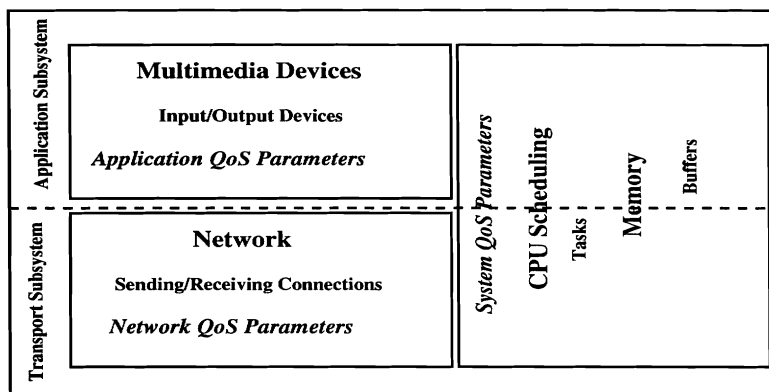 Application Subsystem
Multimedia Devices
Input/Output Devices
Application QoS Parameters
Transport Subsystem
Network
Sending/Receiving Connections
Network QoS Parameters
System QoS Parameters
CPU Scheduling
Tasks
Memory
Buffers